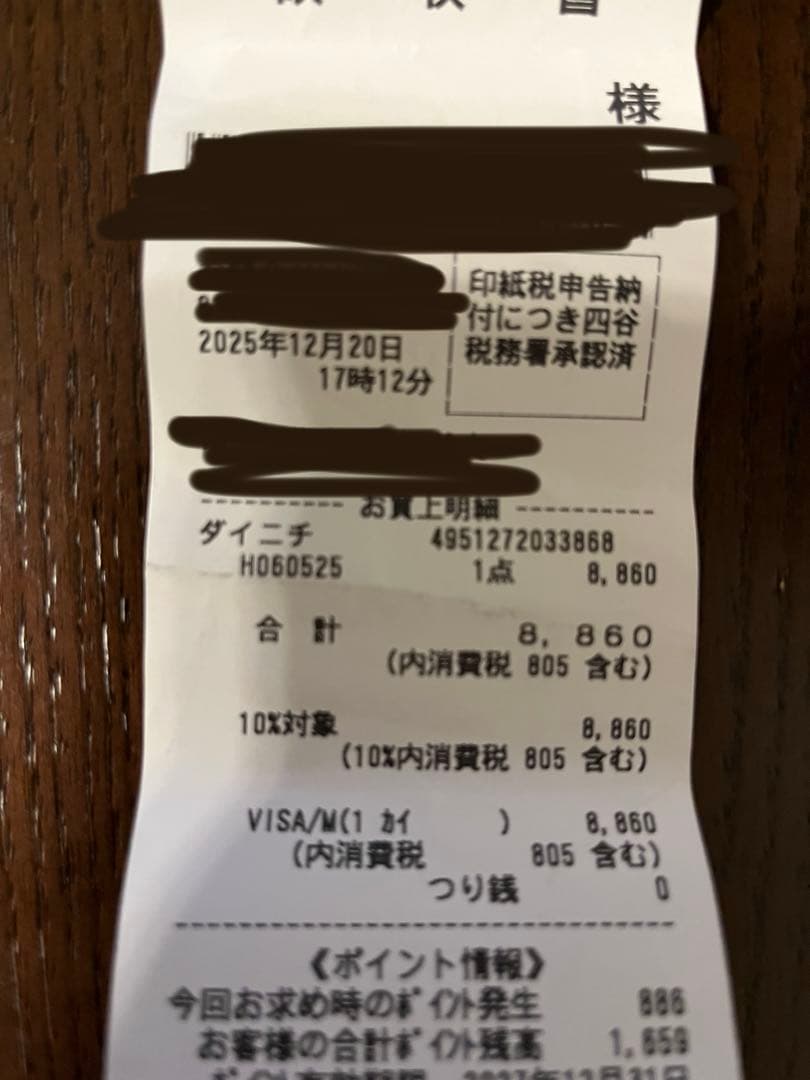 様
印紙税申告納
付につき四谷
税務署承認済
2025年12月20日
17時12分
お買上明細
ダイニチ 4951272033868
H060525 1点 8,860
合 計 8,860
(内消費税 805 含む)
10%対象 8,860
(10%内消費税 805 含む)
VISA/M(1 ｶｲ ) 8,860
(内消費税 805 含む)
つり銭 0
《ポイント情報》
今回お求め時のﾎﾟｲﾝﾄ発生 886
お客様の合計ﾎﾟｲﾝﾄ残高 1,659